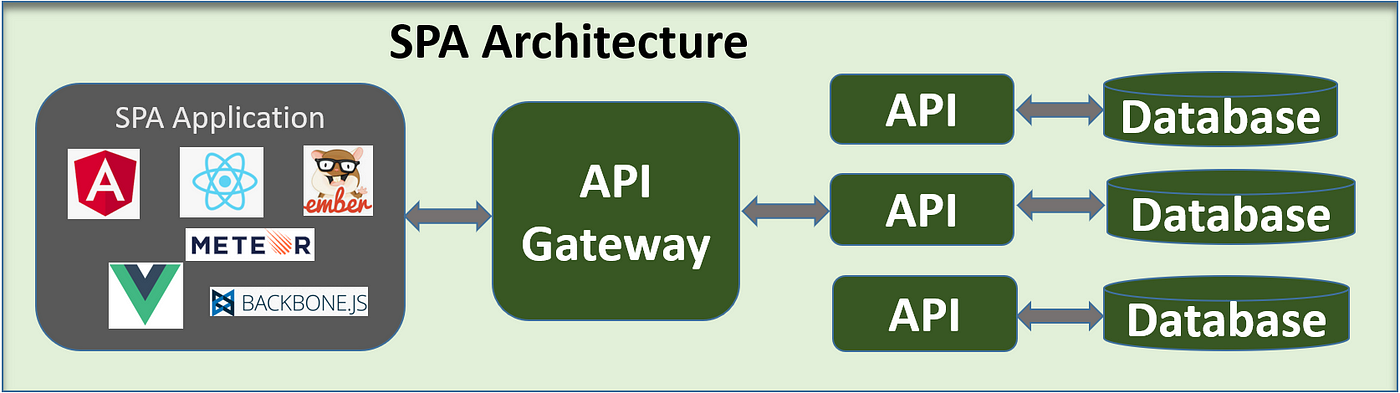 SPA Architecture
SPA Application
A
ember
METEOR
BACKBONE.JS
API
Gateway
API
Database
API
Database
API
Database